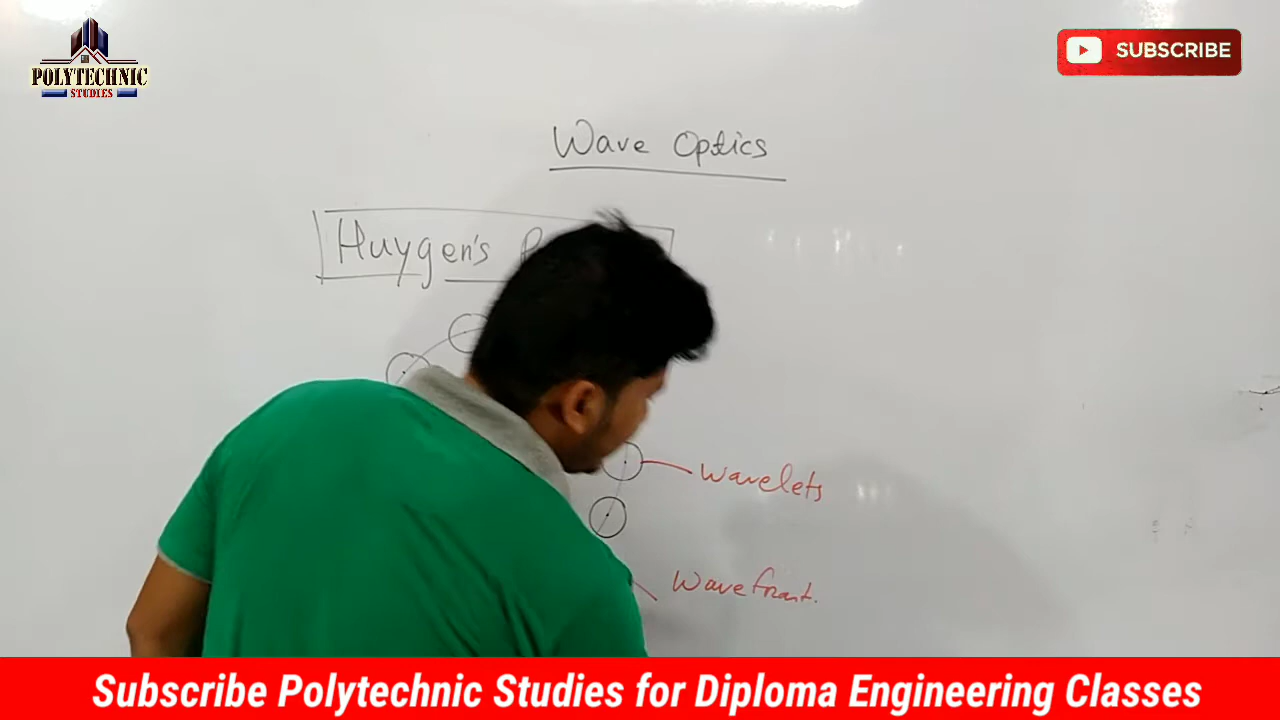 POLYTECHNIC
STUDIES
SUBSCRIBE
Wave Optics
Huygen's
Wavelets
Wavefront.
Subscribe Polytechnic Studies for Diploma Engineering Classes